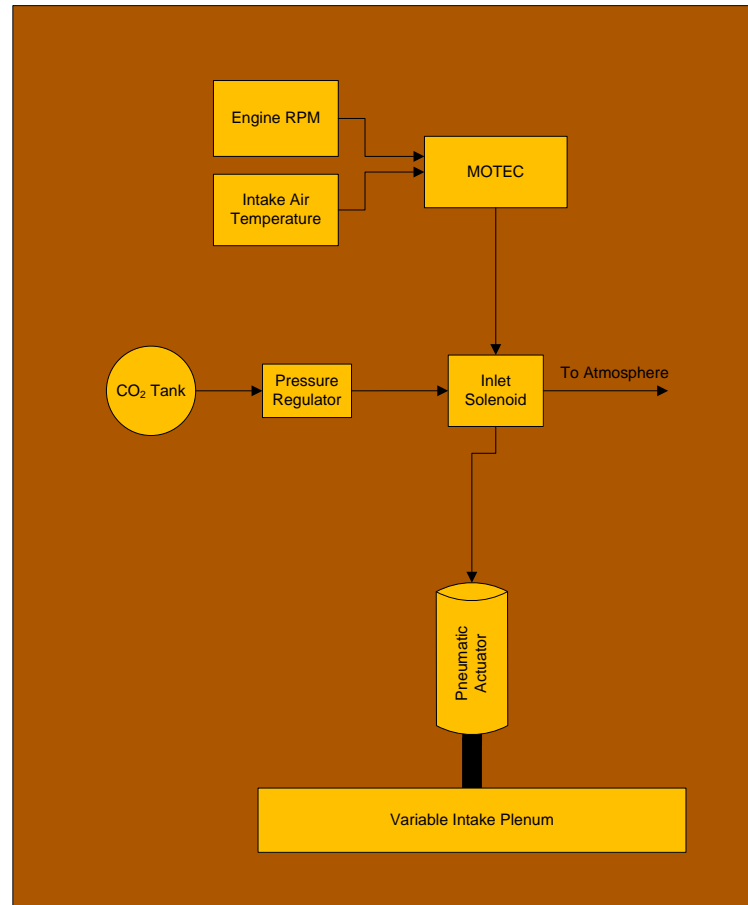 Engine RPM
MOTEC
Intake Air
Temperature
To Atmosphere
CO₂ Tank
Pressure
Regulator
Inlet
Solenoid
Pneumatic
Actuator
Variable Intake Plenum